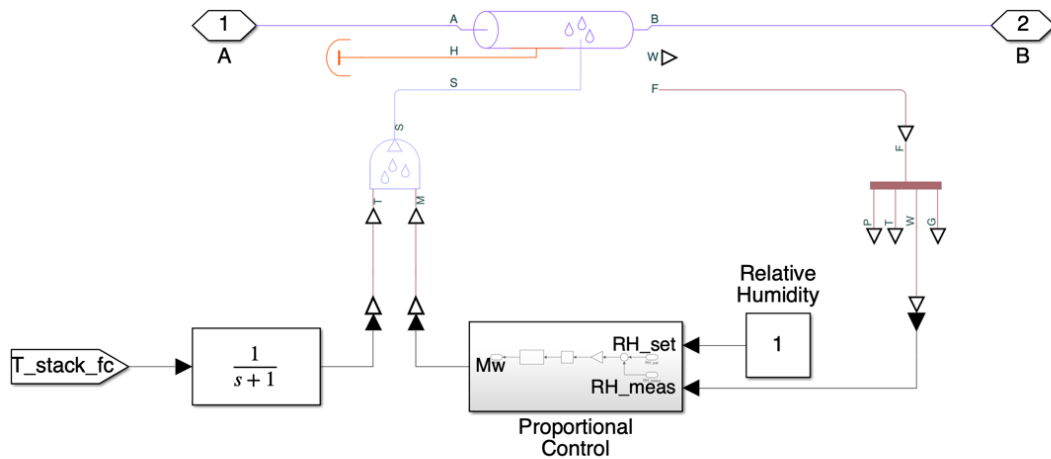 1
A
A
B
2
B
H
W
S
F
S
F
T
M
P
T
W
G
Relative
Humidity
1
T_stack_fc
1
s+1
RH_set
Mw
RH_meas
Proportional
Control